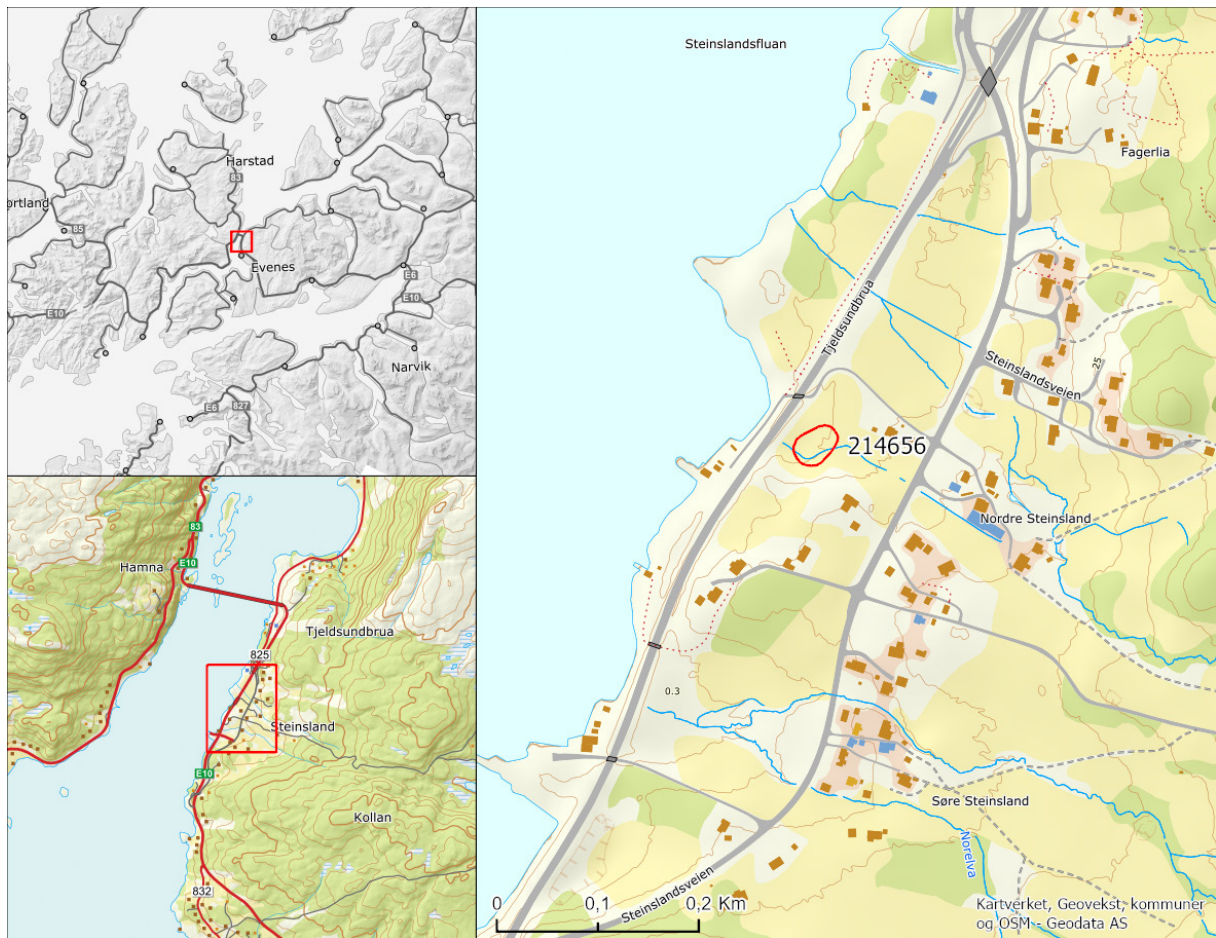 Harstad
83
ortland
85
Evenes
E6
E10
Narvik
E6
827
83
E10
Hamna
Tjeldsundbrua
825
Steinsland
E10
Kollan
832
Steinslandsfluan
Fagerlia
Tjeldsundbrua
Steinslandsveien
25
214656
Nordre Steinsland
0.3
Søre Steinsland
Norelva
Steinslandsveien
0 0,1 0,2 Km
Kartverket, Geovekst, kommuner
og OSM - Geodata AS